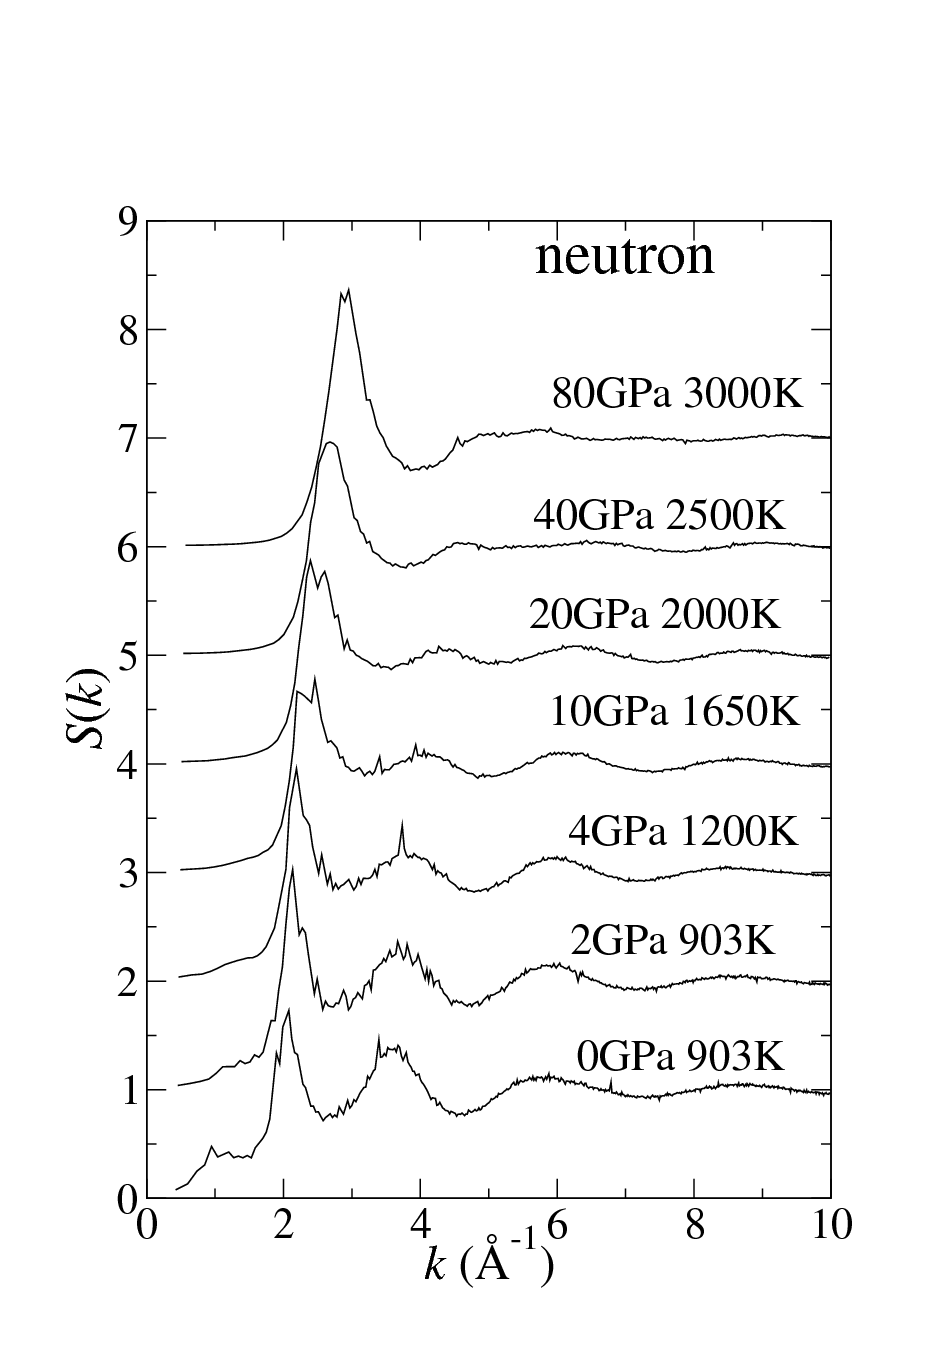 neutron
9
8
80GPa 3000K
7
40GPa 2500K
6
20GPa 2000K
5
10GPa 1650K
S(k)
4
4GPa 1200K
3
2GPa 903K
2
0GPa 903K
1
0
0 2 4 6 8 10
k (Å⁻¹)